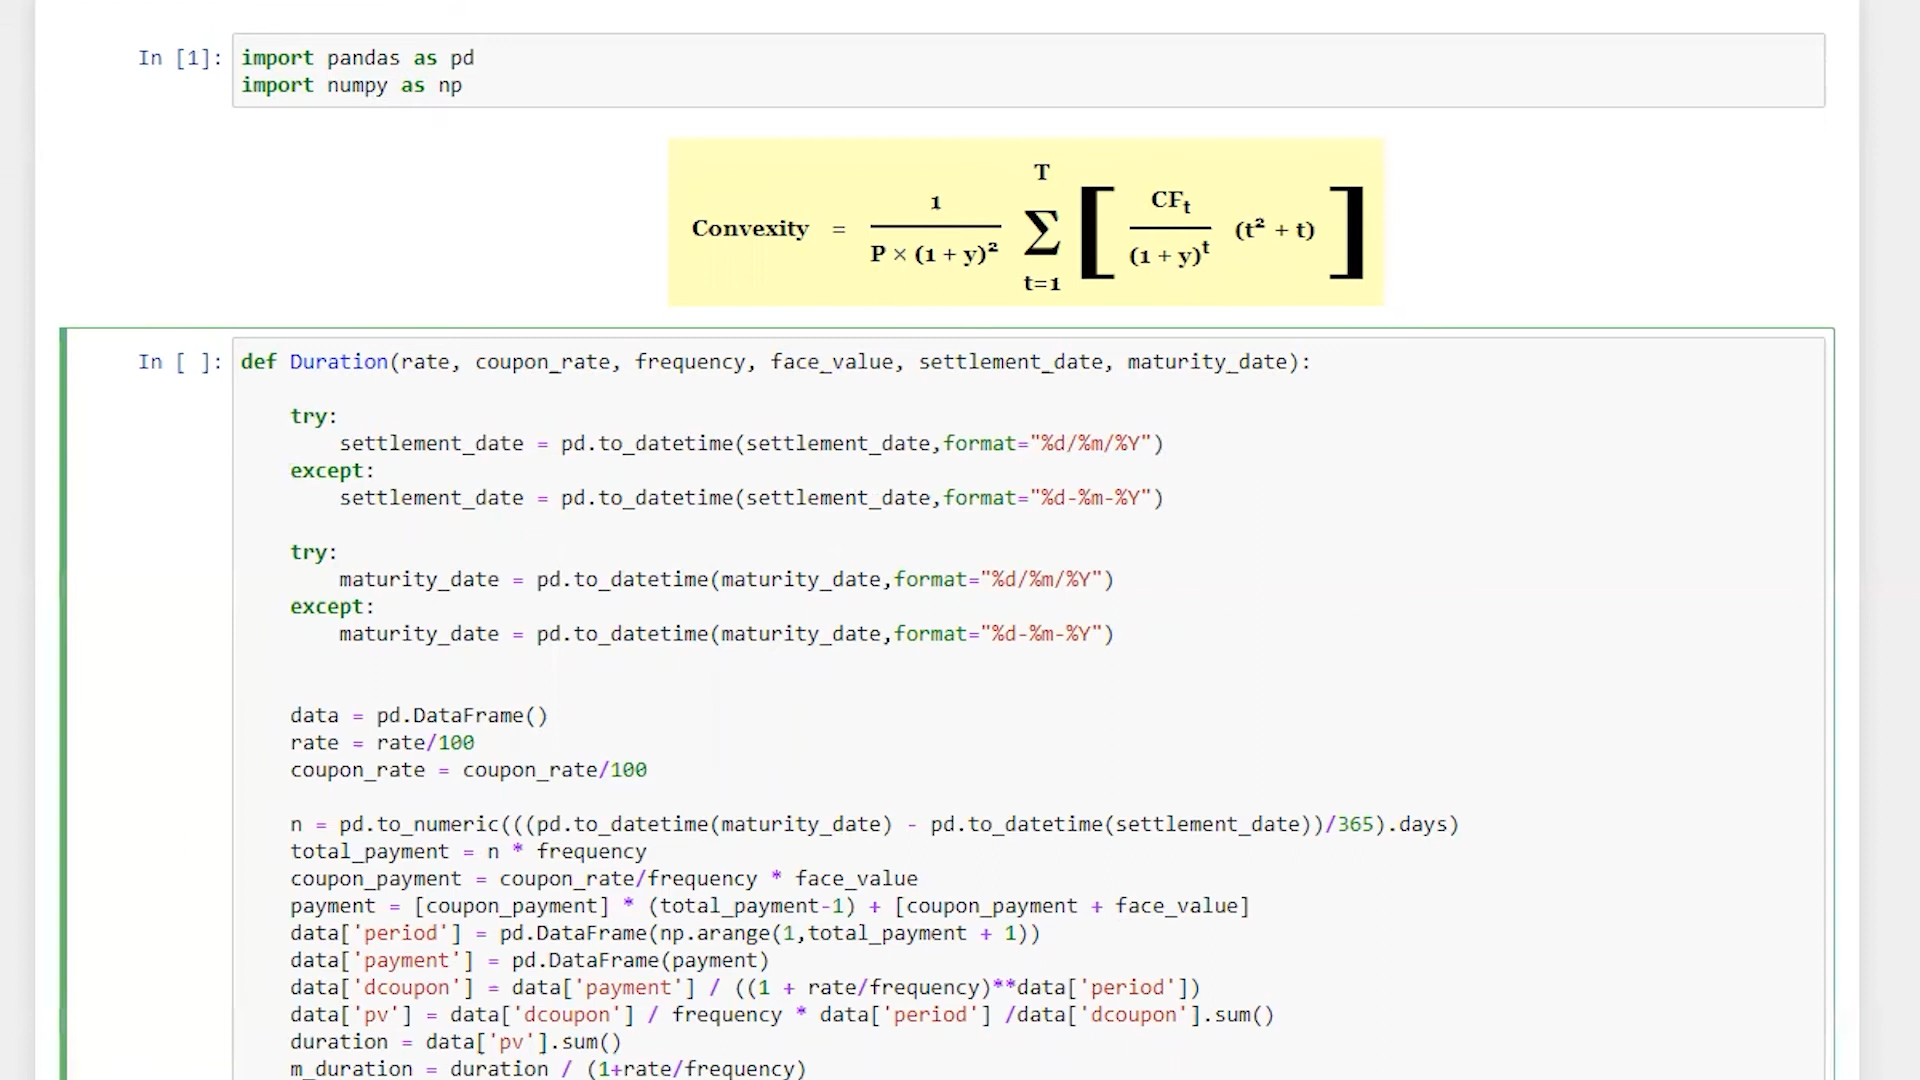 In [1]: import pandas as pd
import numpy as np
T
Convexity = 1 / P × (1 + y)² Σ [ CFt / (1 + y)^t (t² + t) ]
t=1
In [ ]: def Duration(rate, coupon_rate, frequency, face_value, settlement_date, maturity_date):
try:
settlement_date = pd.to_datetime(settlement_date,format="%d/%m/%Y")
except:
settlement_date = pd.to_datetime(settlement_date,format="%d-%m-%Y")
try:
maturity_date = pd.to_datetime(maturity_date,format="%d/%m/%Y")
except:
maturity_date = pd.to_datetime(maturity_date,format="%d-%m-%Y")
data = pd.DataFrame()
rate = rate/100
coupon_rate = coupon_rate/100
n = pd.to_numeric(((pd.to_datetime(maturity_date) - pd.to_datetime(settlement_date))/365).days)
total_payment = n * frequency
coupon_payment = coupon_rate/frequency * face_value
payment = [coupon_payment] * (total_payment-1) + [coupon_payment + face_value]
data['period'] = pd.DataFrame(np.arange(1,total_payment + 1))
data['payment'] = pd.DataFrame(payment)
data['dcoupon'] = data['payment'] / ((1 + rate/frequency)**data['period'])
data['pv'] = data['dcoupon'] / frequency * data['period'] /data['dcoupon'].sum()
duration = data['pv'].sum()
m_duration = duration / (1+rate/frequency)